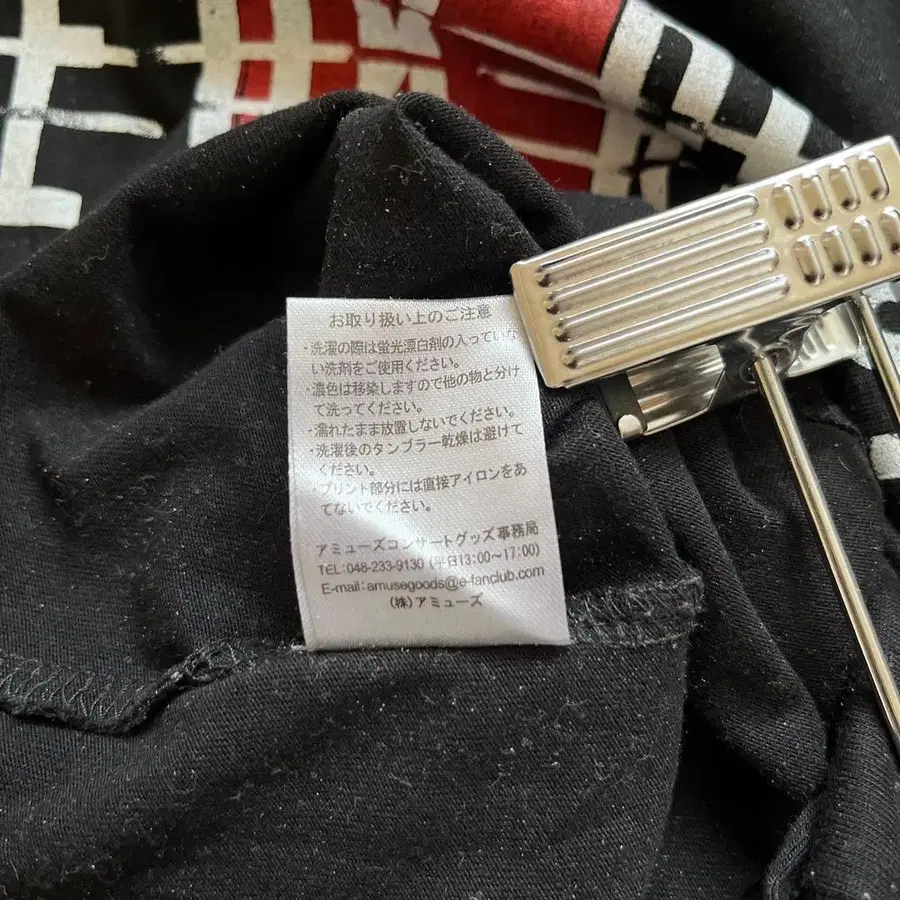 お取り扱い上のご注意
・洗濯の際は蛍光漂白剤の入っていな
い洗剤をご使用ください。
・濃色は移染しますので他の物と分け
て洗ってください。
・濡れたまま放置しないでください。
・洗濯後のタンブラー乾燥は避けて
ください。
・プリント部分には直接アイロンをあ
てないでください。
アミューズコンサートグッズ事務局
TEL:048-233-9130 (平日13:00~17:00)
E-mail:amusegoods@e-fanclub.com
(株)アミューズ